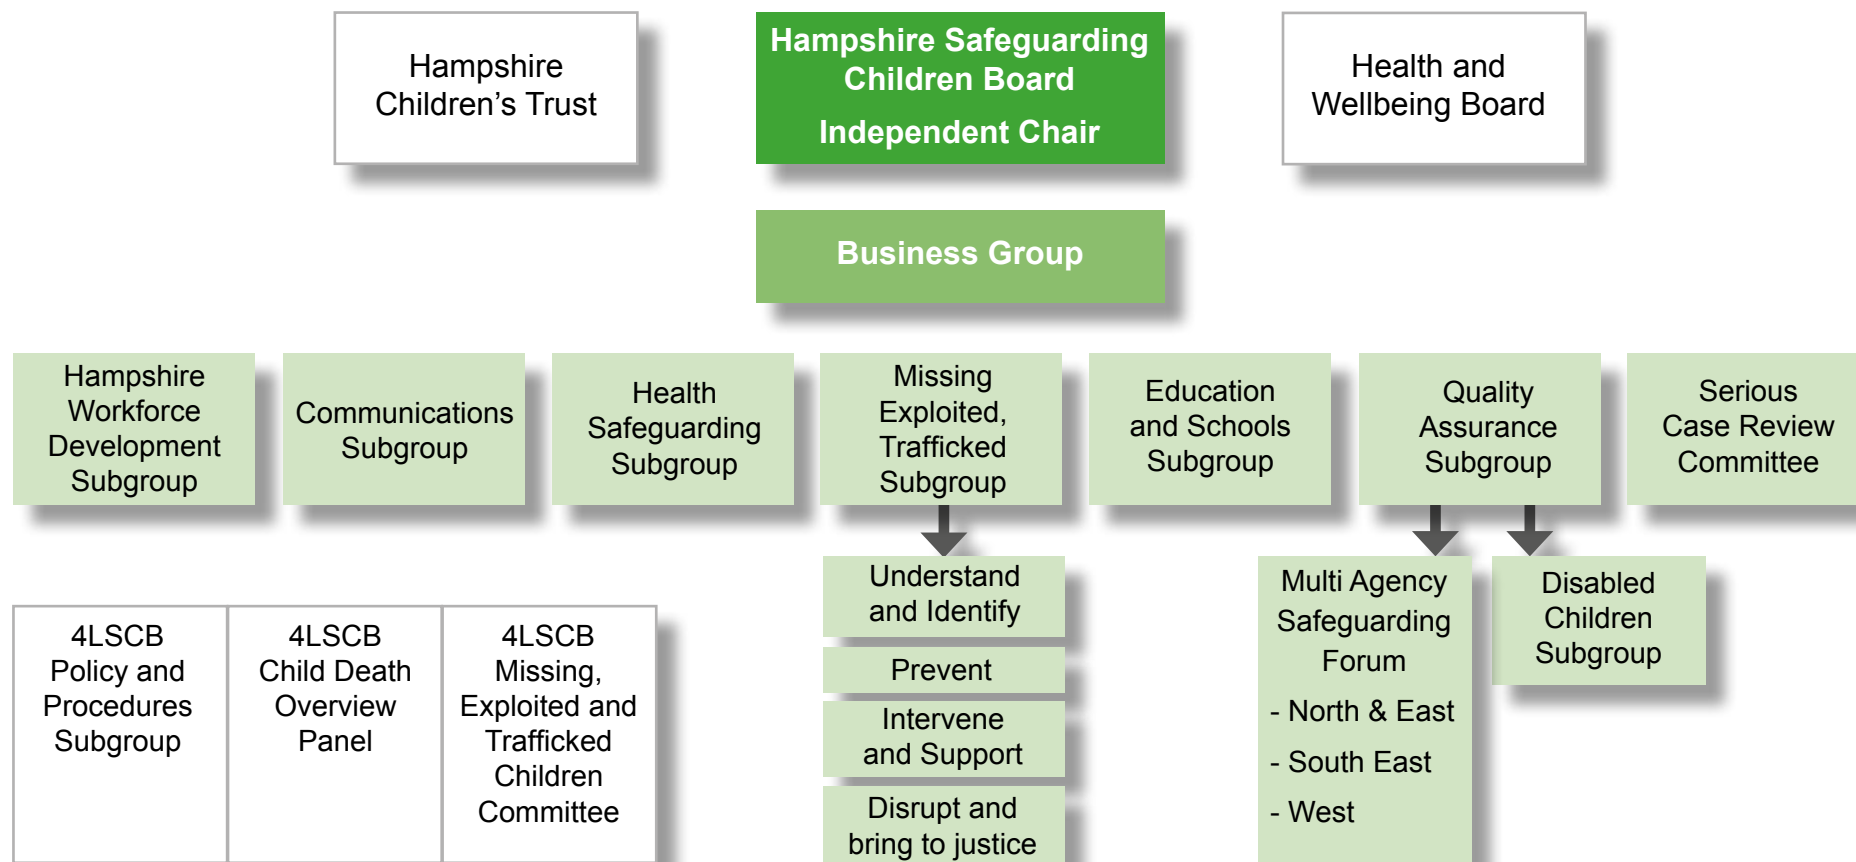 Hampshire
Children’s Trust
Hampshire Safeguarding
Children Board
Independent Chair
Health and
Wellbeing Board
Business Group
Hampshire
Workforce
Development
Subgroup
Communications
Subgroup
Health
Safeguarding
Subgroup
Missing
Exploited,
Trafficked
Subgroup
Education
and Schools
Subgroup
Quality
Assurance
Subgroup
Serious
Case Review
Committee
Understand
and Identify
Prevent
Intervene
and Support
Disrupt and
bring to justice
Multi Agency
Safeguarding
Forum
- North & East
- South East
- West
Disabled
Children
Subgroup
4LSCB
Policy and
Procedures
Subgroup
4LSCB
Child Death
Overview
Panel
4LSCB
Missing,
Exploited and
Trafficked
Children
Committee